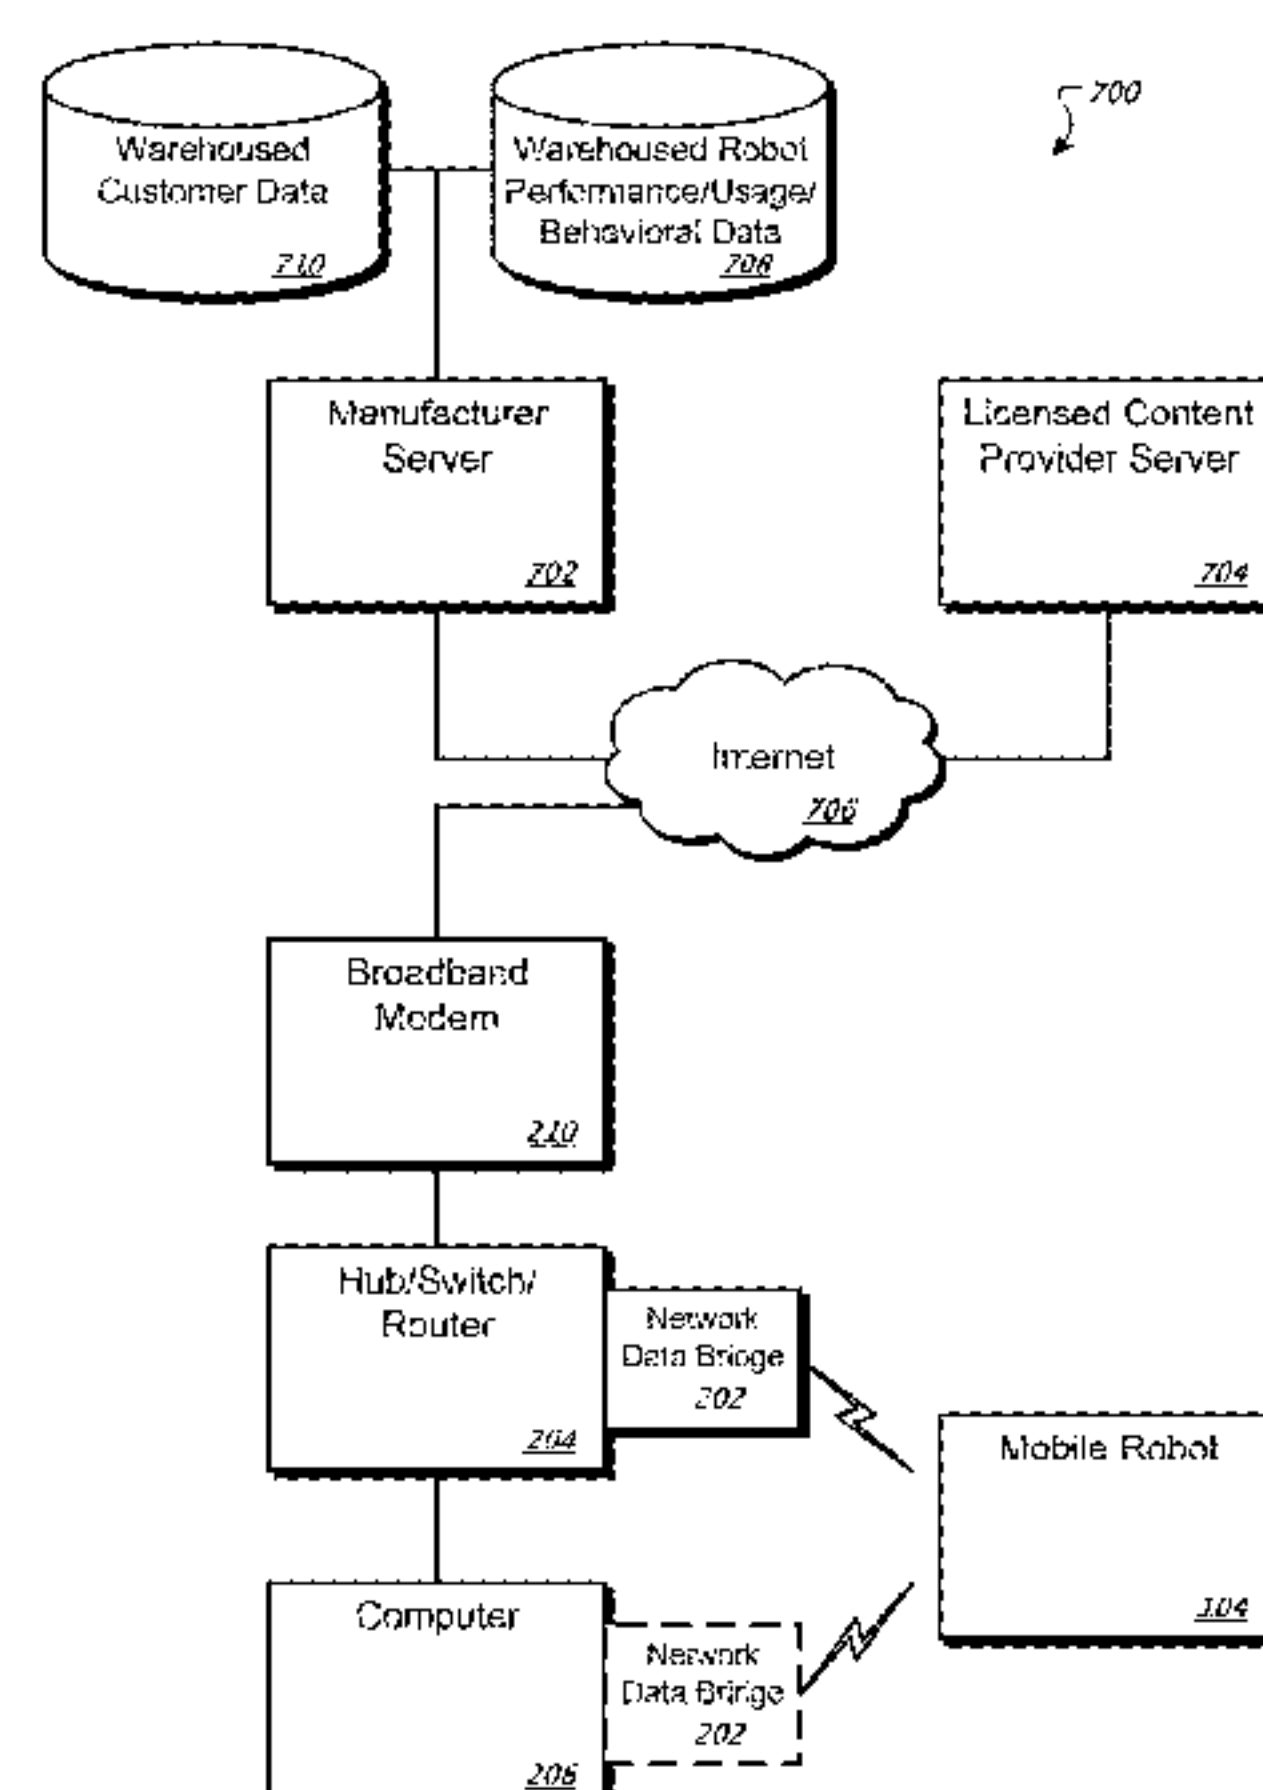 700
Warehoused
Customer Data
710
Warehoused Robot
Performance/Usage/
Behavioral Data
708
Manufacturer
Server
702
Licensed Content
Provider Server
704
Internet
706
Broadband
Modem
210
Hub/Switch/
Router
204
Network
Data Bridge
202
Mobile Robot
104
Computer
Network
Data Bridge
202
206